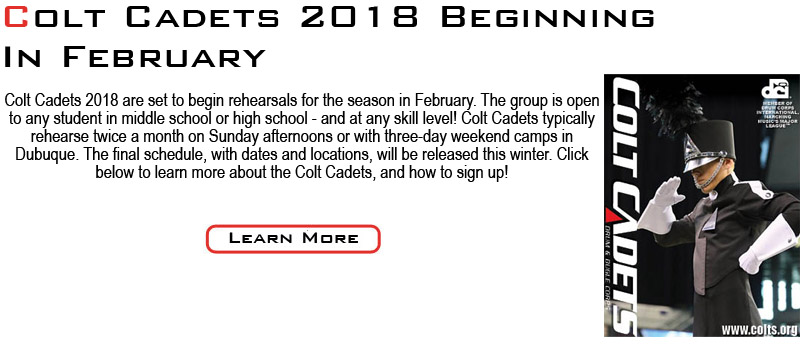 Colt Cadets 2018 Beginning
In February
Colt Cadets 2018 are set to begin rehearsals for the season in February. The group is open
to any student in middle school or high school - and at any skill level! Colt Cadets typically
rehearse twice a month on Sunday afternoons or with three-day weekend camps in
Dubuque. The final schedule, with dates and locations, will be released this winter. Click
below to learn more about the Colt Cadets, and how to sign up!
Learn More
COLT CADETS
DRUM & BUGLE CORPS
dci
MEMBER OF
DRUM CORPS
INTERNATIONAL,
MARCHING
MUSIC'S MAJOR
LEAGUE™
www.colts.org